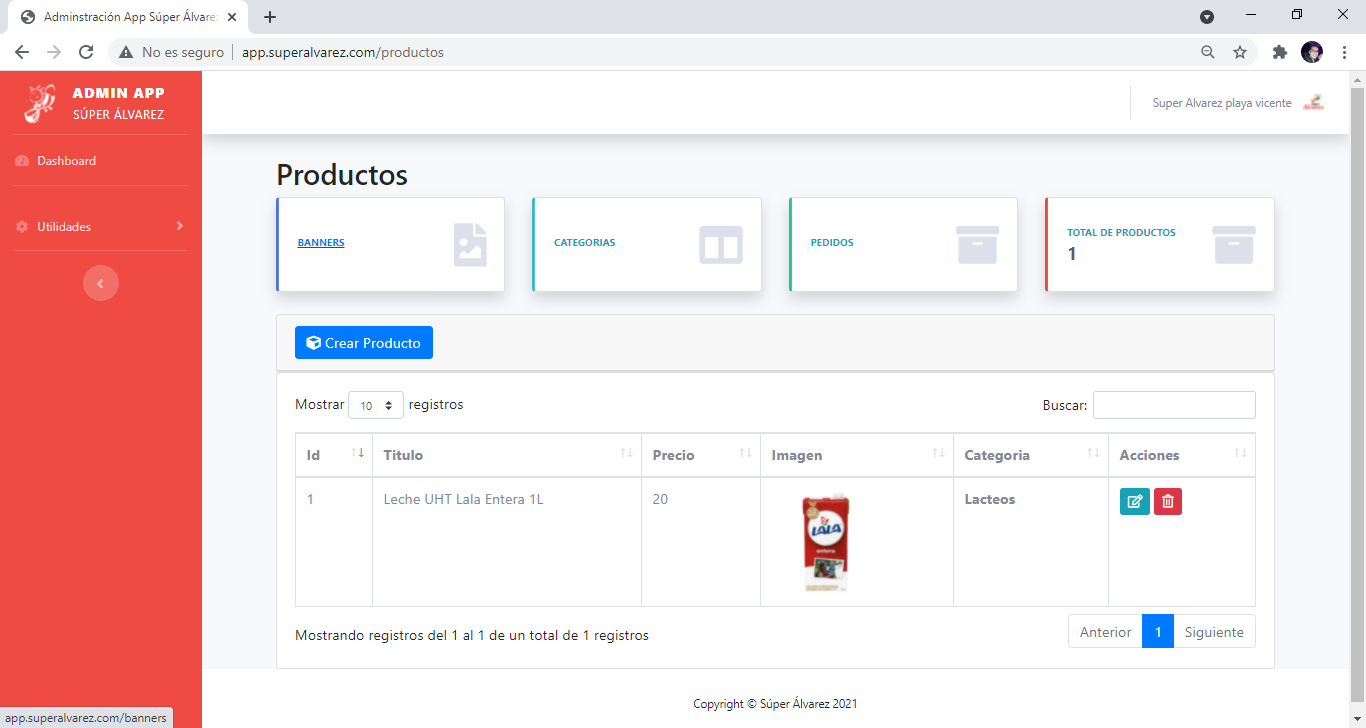 Adminstración App Súper Álvare
No es seguro
app.superalvarez.com/productos
ADMIN APP
SÚPER ÁLVAREZ
Dashboard
Utilidades
Super Alvarez playa vicente
Productos
BANNERS
CATEGORIAS
PEDIDOS
TOTAL DE PRODUCTOS
1
Crear Producto
Mostrar 10 registros
Buscar:
Id Titulo Precio Imagen Categoria Acciones
1 Leche UHT Lala Entera 1L 20 Lacteos
LALA
entera
Mostrando registros del 1 al 1 de un total de 1 registros
Anterior 1 Siguiente
Copyright © Súper Álvarez 2021
app.superalvarez.com/banners